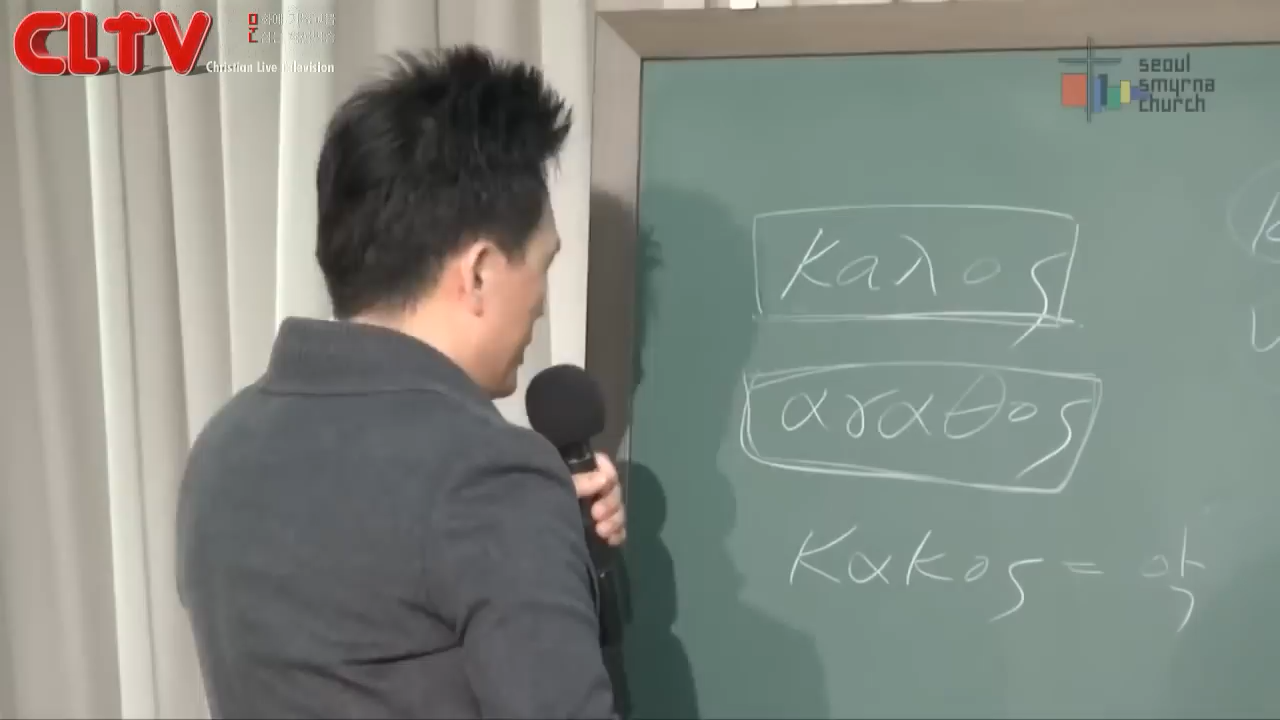 CLTV
Christian Live Television
seoul
smyrna
church
καλος
αγαθος
κακος = 악